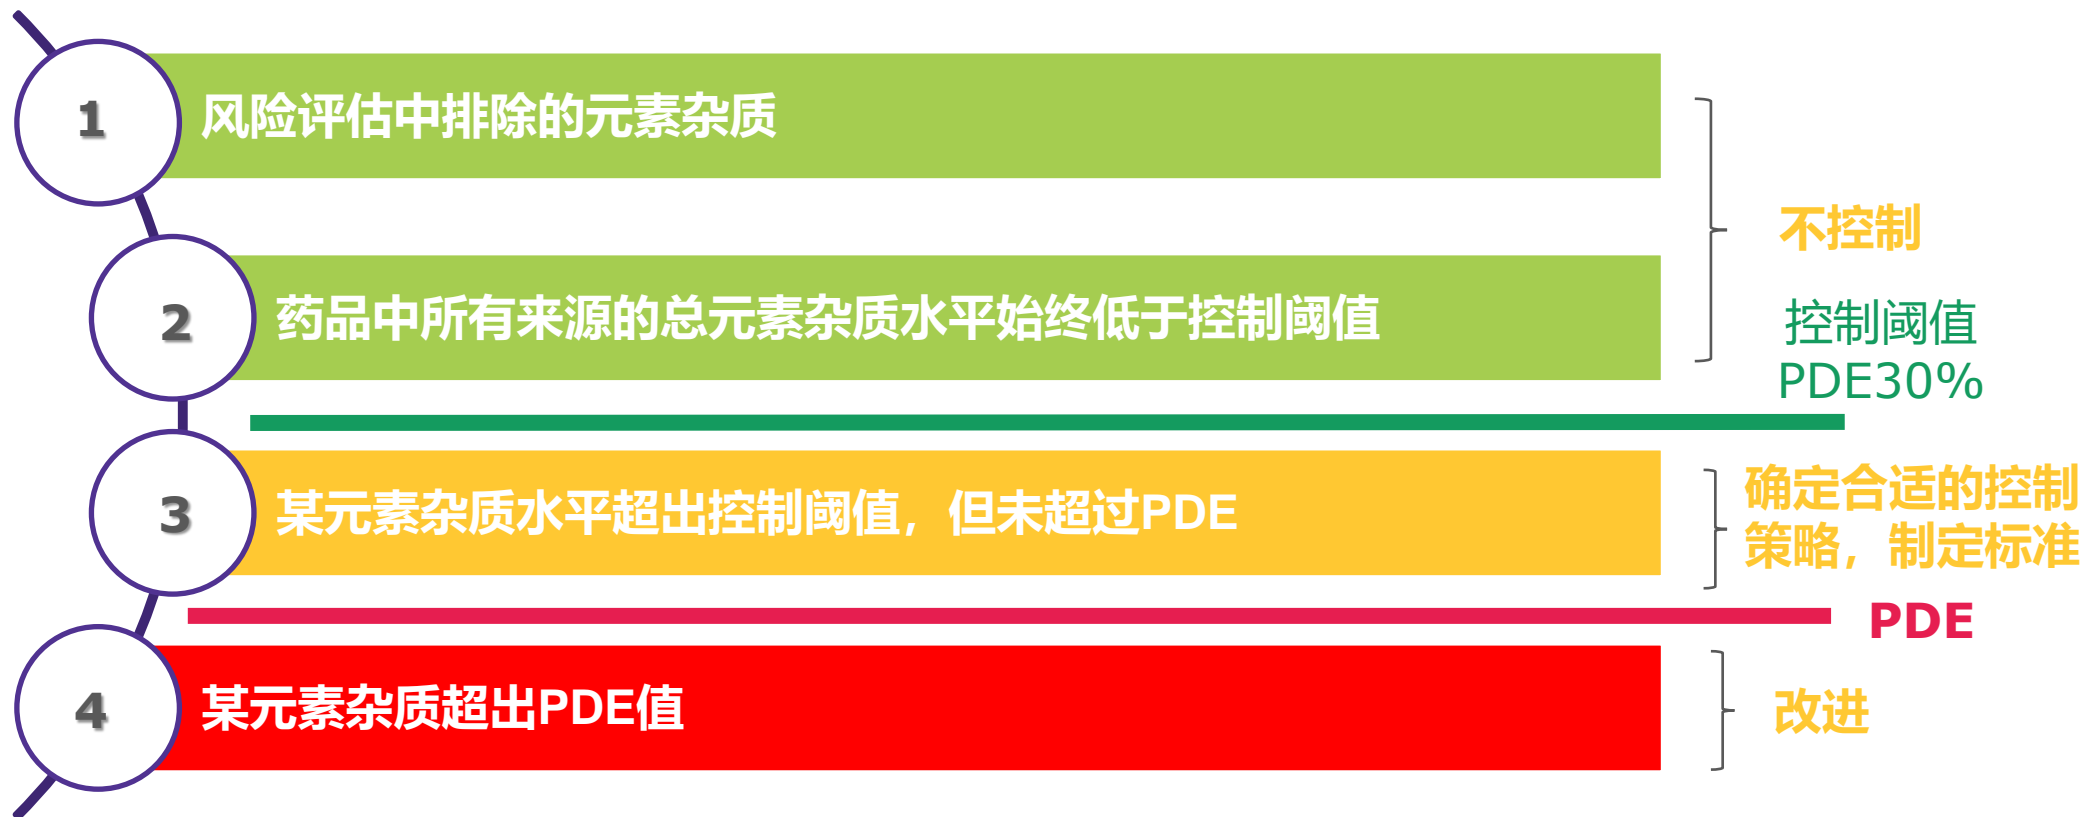 1
风险评估中排除的元素杂质
不控制
2
药品中所有来源的总元素杂质水平始终低于控制阈值
控制阈值
PDE30%
3
某元素杂质水平超出控制阈值，但未超过PDE
确定合适的控制
策略，制定标准
PDE
4
某元素杂质超出PDE值
改进